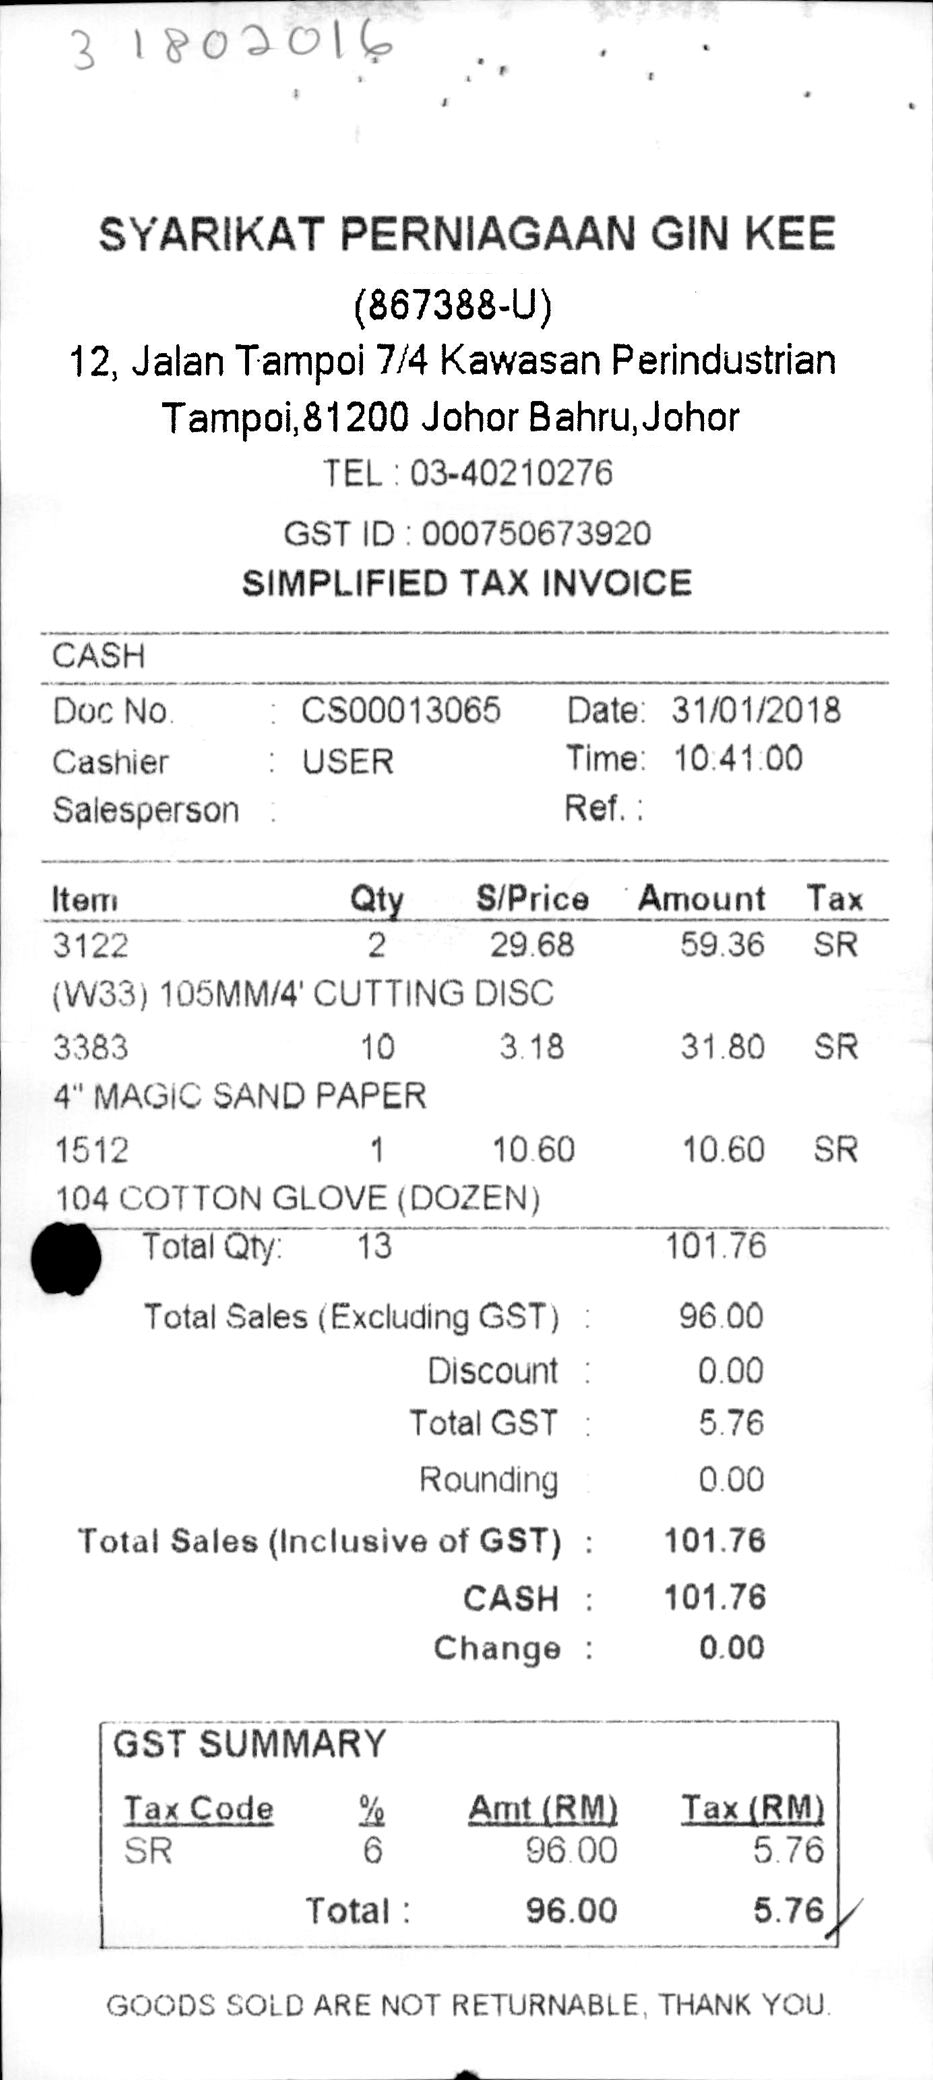 31802016
SYARIKAT PERNIAGAAN GIN KEE
(867388-U)
12, Jalan Tampoi 7/4 Kawasan Perindustrian
Tampoi,81200 Johor Bahru,Johor
TEL : 03-40210276
GST ID : 000750673920
SIMPLIFIED TAX INVOICE
CASH
Doc No. : CS00013065 Date: 31/01/2018
Cashier : USER Time: 10:41:00
Salesperson : Ref. :
Item Qty S/Price Amount Tax
3122 2 29.68 59.36 SR
(W33) 105MM/4' CUTTING DISC
3383 10 3.18 31.80 SR
4" MAGIC SAND PAPER
1512 1 10.60 10.60 SR
104 COTTON GLOVE (DOZEN)
Total Qty: 13 101.76
Total Sales (Excluding GST) : 96.00
Discount : 0.00
Total GST : 5.76
Rounding 0.00
Total Sales (Inclusive of GST) : 101.76
CASH : 101.76
Change : 0.00
GST SUMMARY
Tax Code % Amt (RM) Tax (RM)
SR 6 96.00 5.76
Total : 96.00 5.76
GOODS SOLD ARE NOT RETURNABLE, THANK YOU.